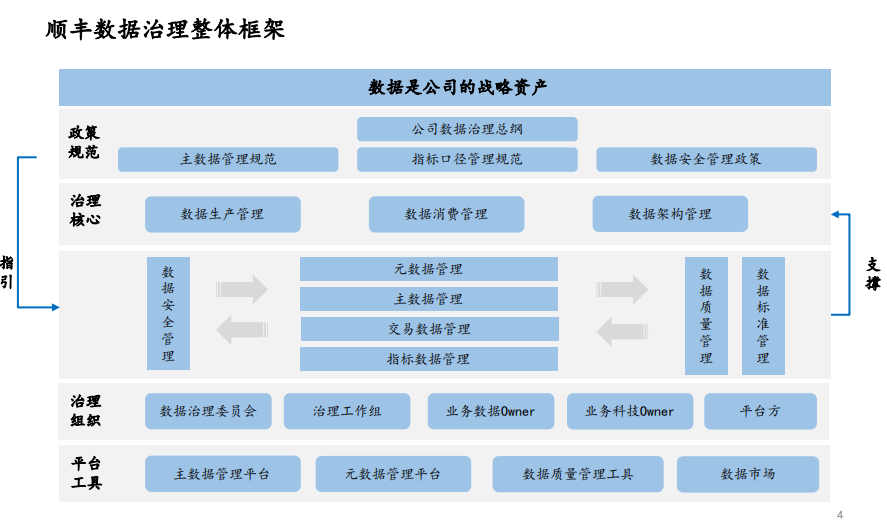 顺丰数据治理整体框架
数据是公司的战略资产
政策
规范
公司数据治理总纲
主数据管理规范
指标口径管理规范
数据安全管理政策
治理
核心
数据生产管理
数据消费管理
数据架构管理
指引
支撑
数据安全管理
元数据管理
主数据管理
交易数据管理
指标数据管理
数据质量管理
数据标准管理
治理
组织
数据治理委员会
治理工作组
业务数据Owner
业务科技Owner
平台方
平台
工具
主数据管理平台
元数据管理平台
数据质量管理工具
数据市场
4